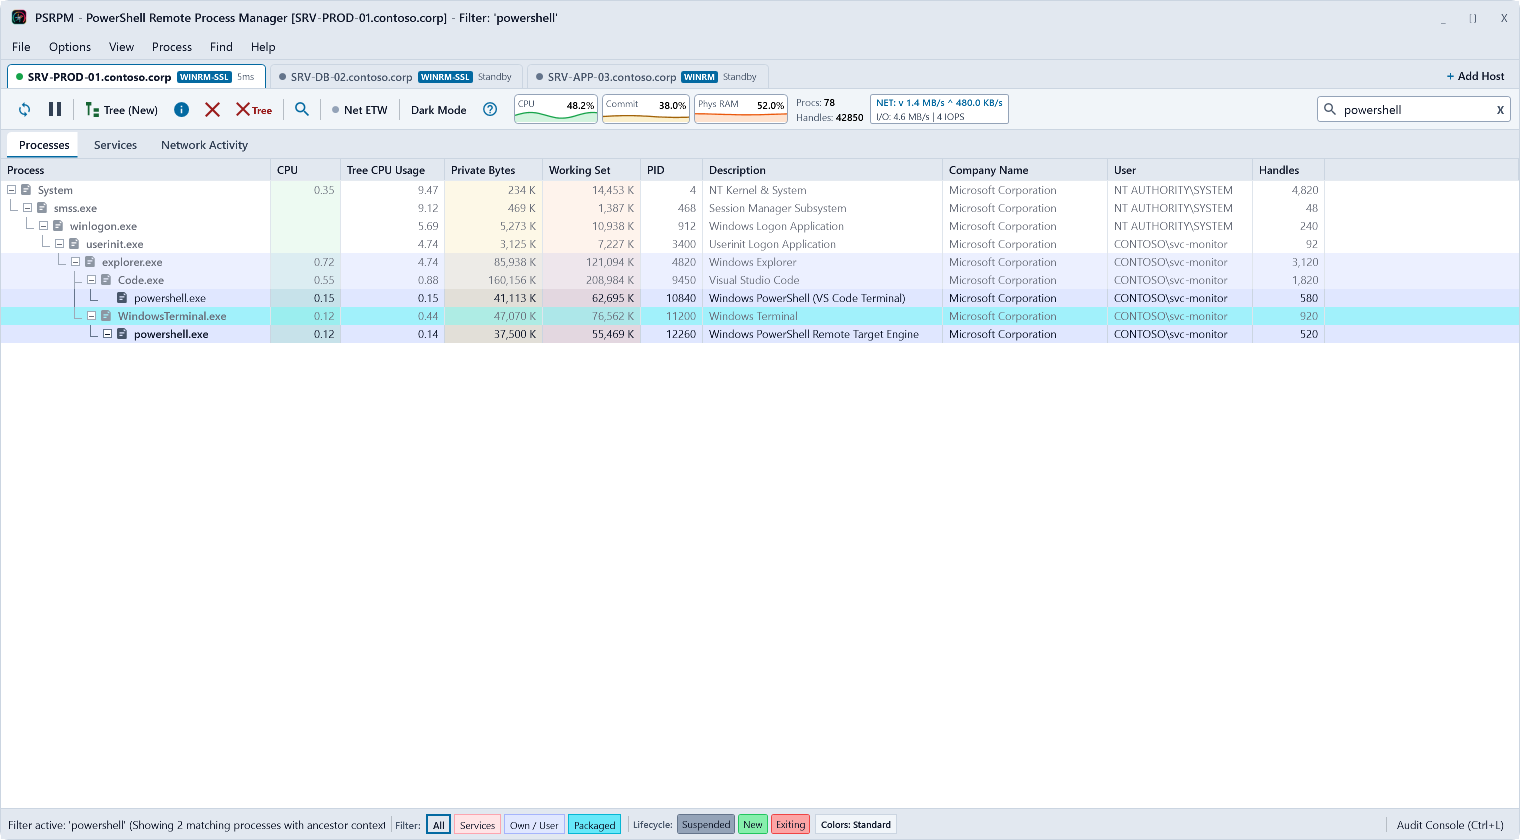 PSRPM - PowerShell Remote Process Manager [SRV-PROD-01.contoso.corp] - Filter: 'powershell'
File Options View Process Find Help
SRV-PROD-01.contoso.corp WINRM-SSL 5ms SRV-DB-02.contoso.corp WINRM-SSL Standby SRV-APP-03.contoso.corp WINRM Standby + Add Host
Tree (New) Tree Net ETW Dark Mode CPU 48.2% Commit 38.0% Phys RAM 52.0% Procs: 78 NET: v 1.4 MB/s ^ 480.0 KB/s powershell X
Handles: 42850 I/O: 4.6 MB/s | 4 IOPS
Processes Services Network Activity
Process CPU Tree CPU Usage Private Bytes Working Set PID Description Company Name User Handles
System 0.35 9.47 234 K 14,453 K 4 NT Kernel & System Microsoft Corporation NT AUTHORITY\SYSTEM 4,820
smss.exe 9.12 469 K 1,387 K 468 Session Manager Subsystem Microsoft Corporation NT AUTHORITY\SYSTEM 48
winlogon.exe 5.69 5,273 K 10,938 K 912 Windows Logon Application Microsoft Corporation NT AUTHORITY\SYSTEM 240
userinit.exe 4.74 3,125 K 7,227 K 3400 Userinit Logon Application Microsoft Corporation CONTOSO\svc-monitor 92
explorer.exe 0.72 4.74 85,938 K 121,094 K 4820 Windows Explorer Microsoft Corporation CONTOSO\svc-monitor 3,120
Code.exe 0.55 0.88 160,156 K 208,984 K 9450 Visual Studio Code Microsoft Corporation CONTOSO\svc-monitor 1,820
powershell.exe 0.15 0.15 41,113 K 62,695 K 10840 Windows PowerShell (VS Code Terminal) Microsoft Corporation CONTOSO\svc-monitor 580
WindowsTerminal.exe 0.12 0.44 47,070 K 76,562 K 11200 Windows Terminal Microsoft Corporation CONTOSO\svc-monitor 920
powershell.exe 0.12 0.14 37,500 K 55,469 K 12260 Windows PowerShell Remote Target Engine Microsoft Corporation CONTOSO\svc-monitor 520
Filter active: 'powershell' (Showing 2 matching processes with ancestor context Filter: All Services Own / User Packaged Lifecycle: Suspended New Exiting Colors: Standard Audit Console (Ctrl+L)